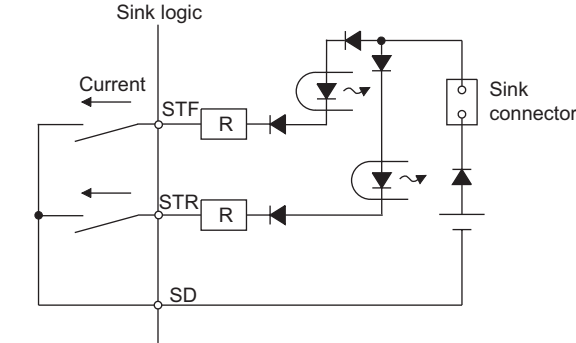 Sink logic
Current
STF
R
Sink
connector
STR
R
SD